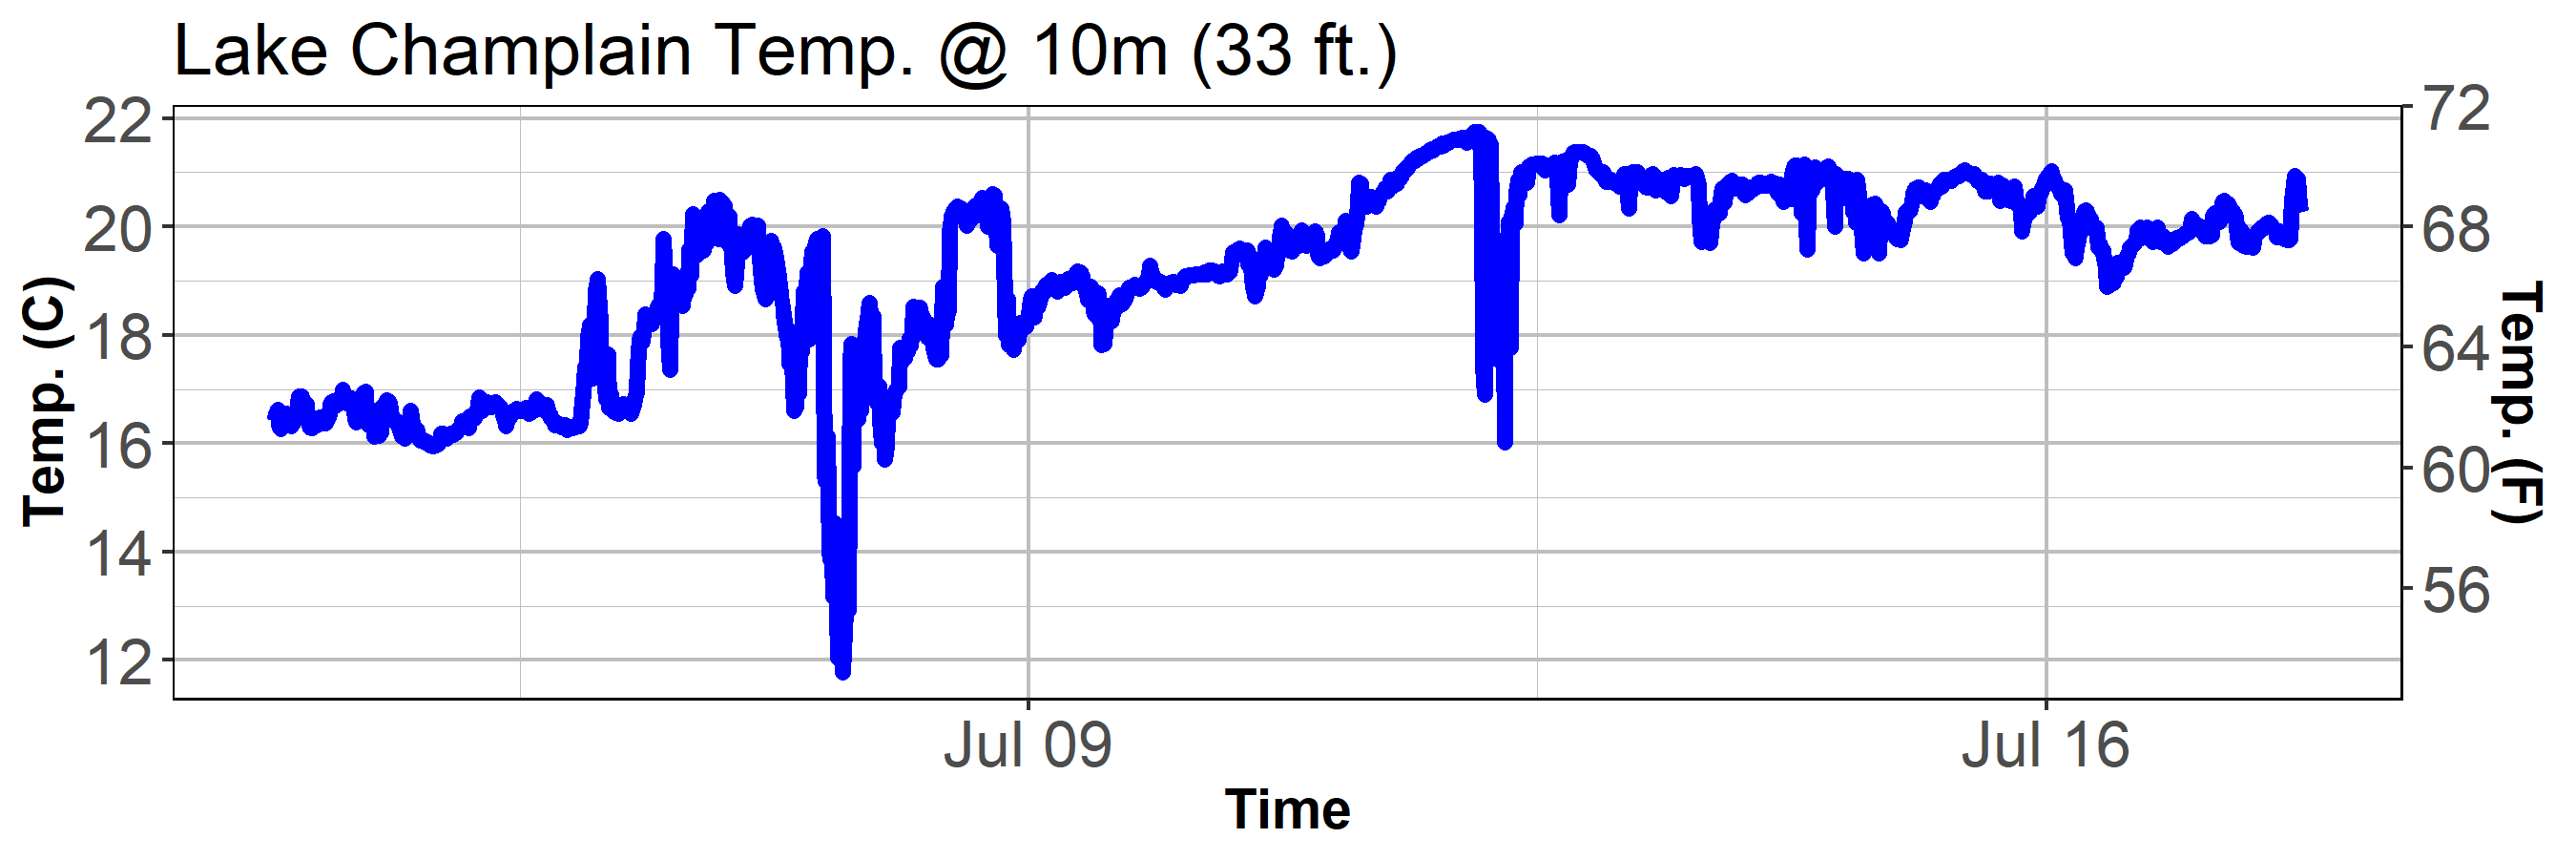 Lake Champlain Temp. @ 10m (33 ft.)
22
20
18
16
14
12
Temp. (C)
72
68
64
60
56
Temp. (F)
Jul 09
Jul 16
Time